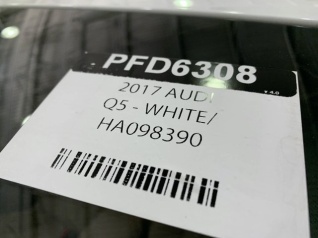 PFD6308
2017 AUDI
Q5 - WHITE/
HA098390